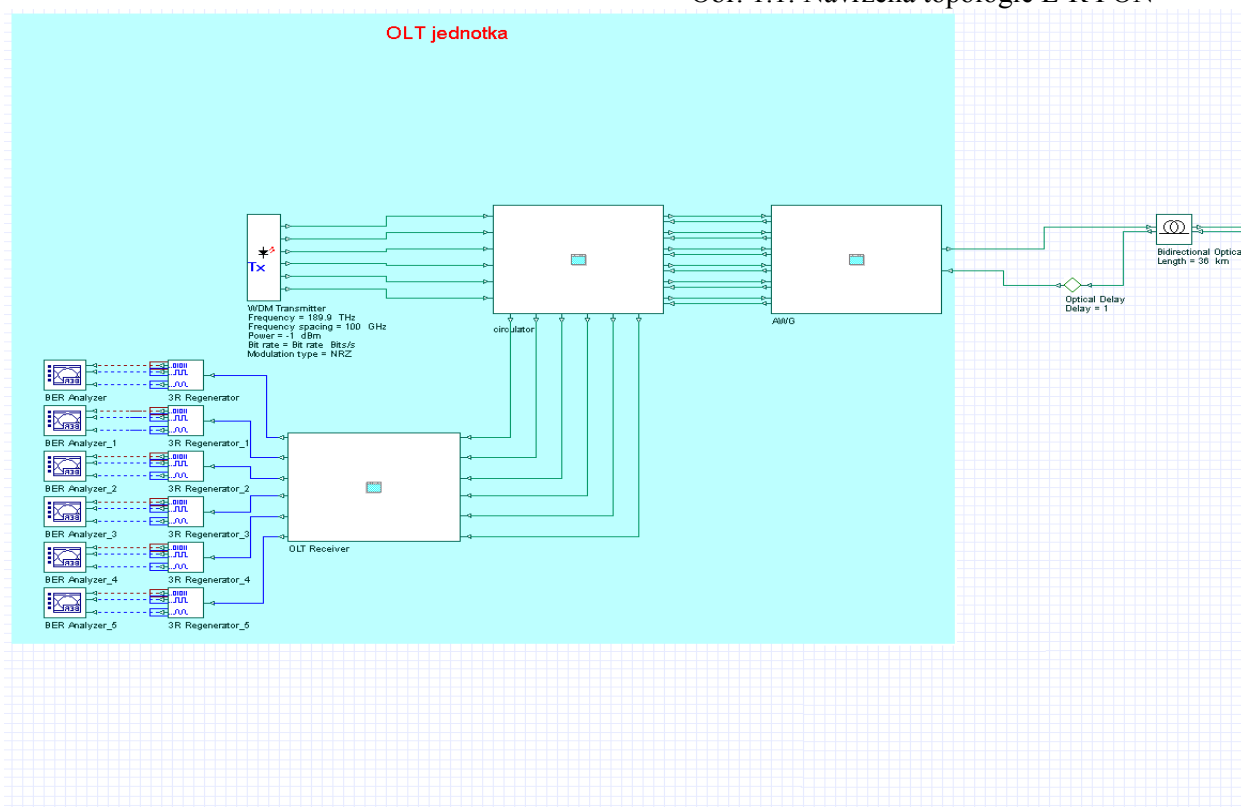 OLT jednotka
Tx
WDM Transmitter
Frequency = 189.9 THz
Frequency spacing = 100 GHz
Power = -1 dBm
Bit rate = Bit rate Bits/s
Modulation type = NRZ
circulator
AWG
Bidirectional Optica
Length = 36 km
Optical Delay
Delay = 1
BER Analyzer
3R Regenerator
BER Analyzer_1
3R Regenerator_1
BER Analyzer_2
3R Regenerator_2
BER Analyzer_3
3R Regenerator_3
BER Analyzer_4
3R Regenerator_4
BER Analyzer_5
3R Regenerator_5
OLT Receiver